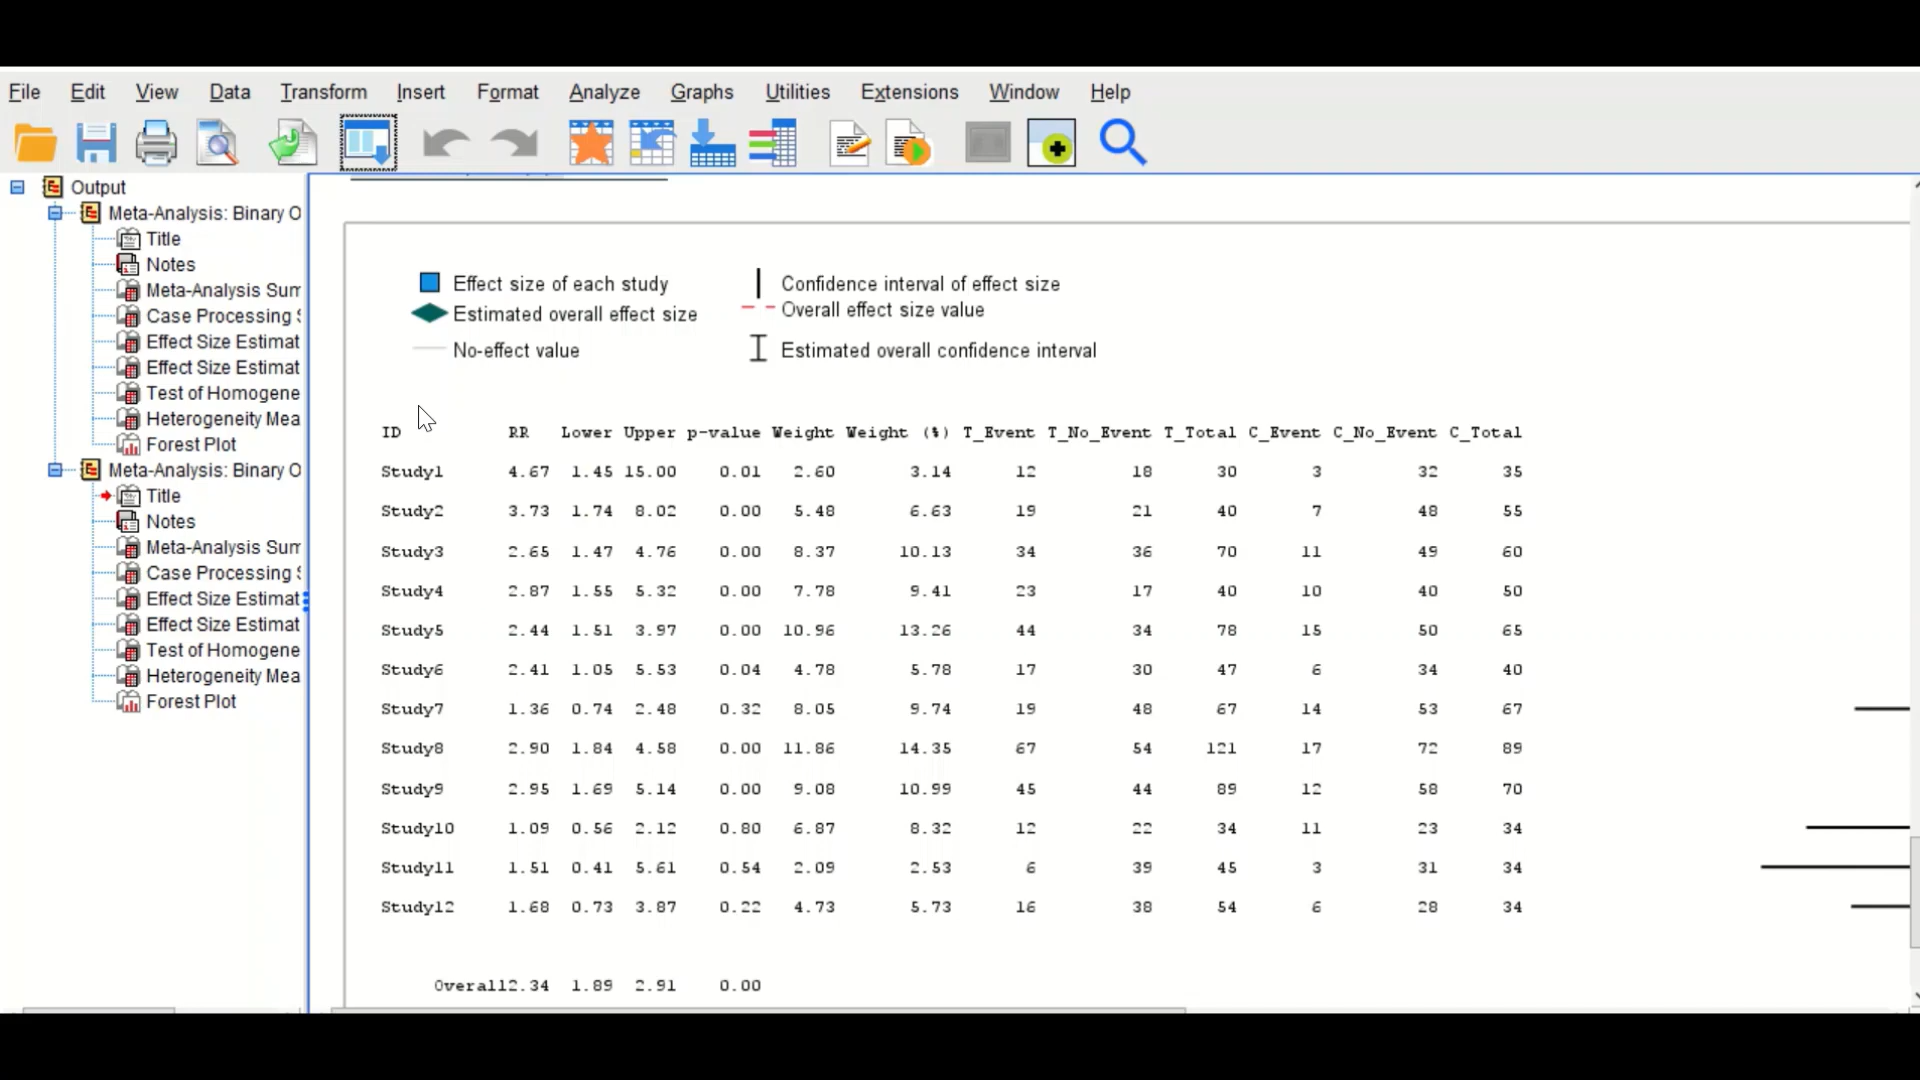 File Edit View Data Transform Insert Format Analyze Graphs Utilities Extensions Window Help
Output
Meta-Analysis: Binary O
Title
Notes
Meta-Analysis Sum
Case Processing S
Effect Size Estimat
Effect Size Estimat
Test of Homogene
Heterogeneity Mea
Forest Plot
Meta-Analysis: Binary O
Title
Notes
Meta-Analysis Sum
Case Processing S
Effect Size Estimat
Effect Size Estimat
Test of Homogene
Heterogeneity Mea
Forest Plot
Effect size of each study Confidence interval of effect size
Estimated overall effect size Overall effect size value
No-effect value Estimated overall confidence interval
ID RR Lower Upper p-value Weight Weight (%) T_Event T_No_Event T_Total C_Event C_No_Event C_Total
Study1 4.67 1.45 15.00 0.01 2.60 3.14 12 18 30 3 32 35
Study2 3.73 1.74 8.02 0.00 5.48 6.63 19 21 40 7 48 55
Study3 2.65 1.47 4.76 0.00 8.37 10.13 34 36 70 11 49 60
Study4 2.87 1.55 5.32 0.00 7.78 9.41 23 17 40 10 40 50
Study5 2.44 1.51 3.97 0.00 10.96 13.26 44 34 78 15 50 65
Study6 2.41 1.05 5.53 0.04 4.78 5.78 17 30 47 6 34 40
Study7 1.36 0.74 2.48 0.32 8.05 9.74 19 48 67 14 53 67
Study8 2.90 1.84 4.58 0.00 11.86 14.35 67 54 121 17 72 89
Study9 2.95 1.69 5.14 0.00 9.08 10.99 45 44 89 12 58 70
Study10 1.09 0.56 2.12 0.80 6.87 8.32 12 22 34 11 23 34
Study11 1.51 0.41 5.61 0.54 2.09 2.53 6 39 45 3 31 34
Study12 1.68 0.73 3.87 0.22 4.73 5.73 16 38 54 6 28 34
Overall2.34 1.89 2.91 0.00